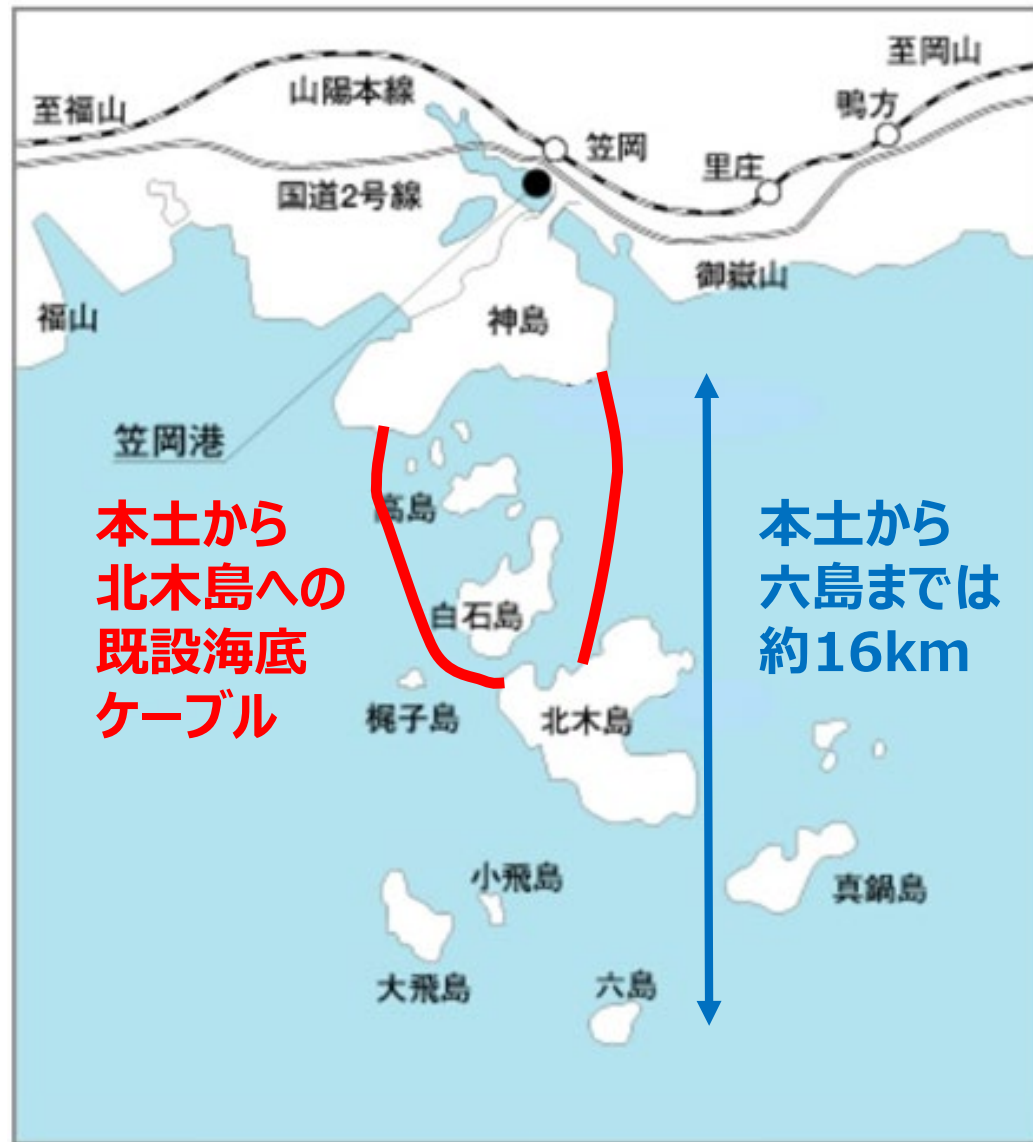 至岡山
山陽本線
鴨方
至福山
笠岡
里庄
国道2号線
御嶽山
福山
神島
笠岡港
高島
本土から
北木島への
既設海底
ケーブル
本土から
六島までは
約16km
白石島
梶子島
北木島
小飛島
真鍋島
大飛島
六島